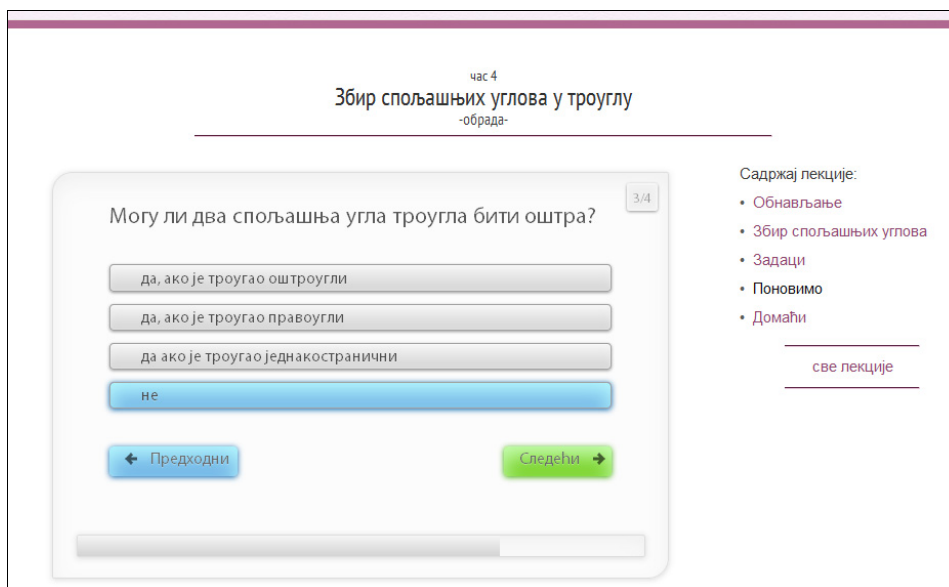 час 4
Збир спољашњих углова у троуглу
-обрада-
3/4
Могу ли два спољашња угла троугла бити оштра?
да, ако је троугао оштроугли
да, ако је троугао правоугли
да ако је троугао једнакостранични
не
Предходни
Следећи
Садржај лекције:
• Обнављање
• Збир спољашњих углова
• Задаци
• Поновимо
• Домаћи
све лекције